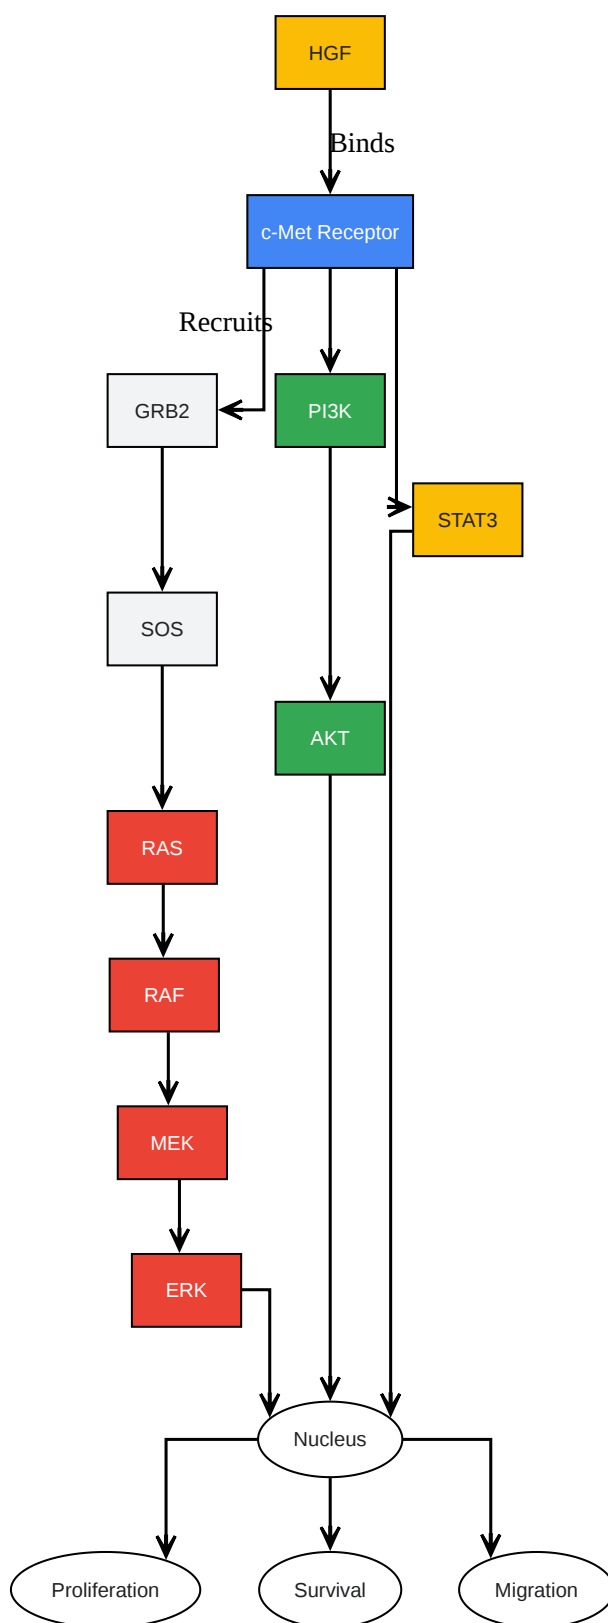 HGF
Binds
c-Met Receptor
Recruits
GRB2
PI3K
STAT3
SOS
AKT
RAS
RAF
MEK
ERK
Nucleus
Proliferation
Survival
Migration